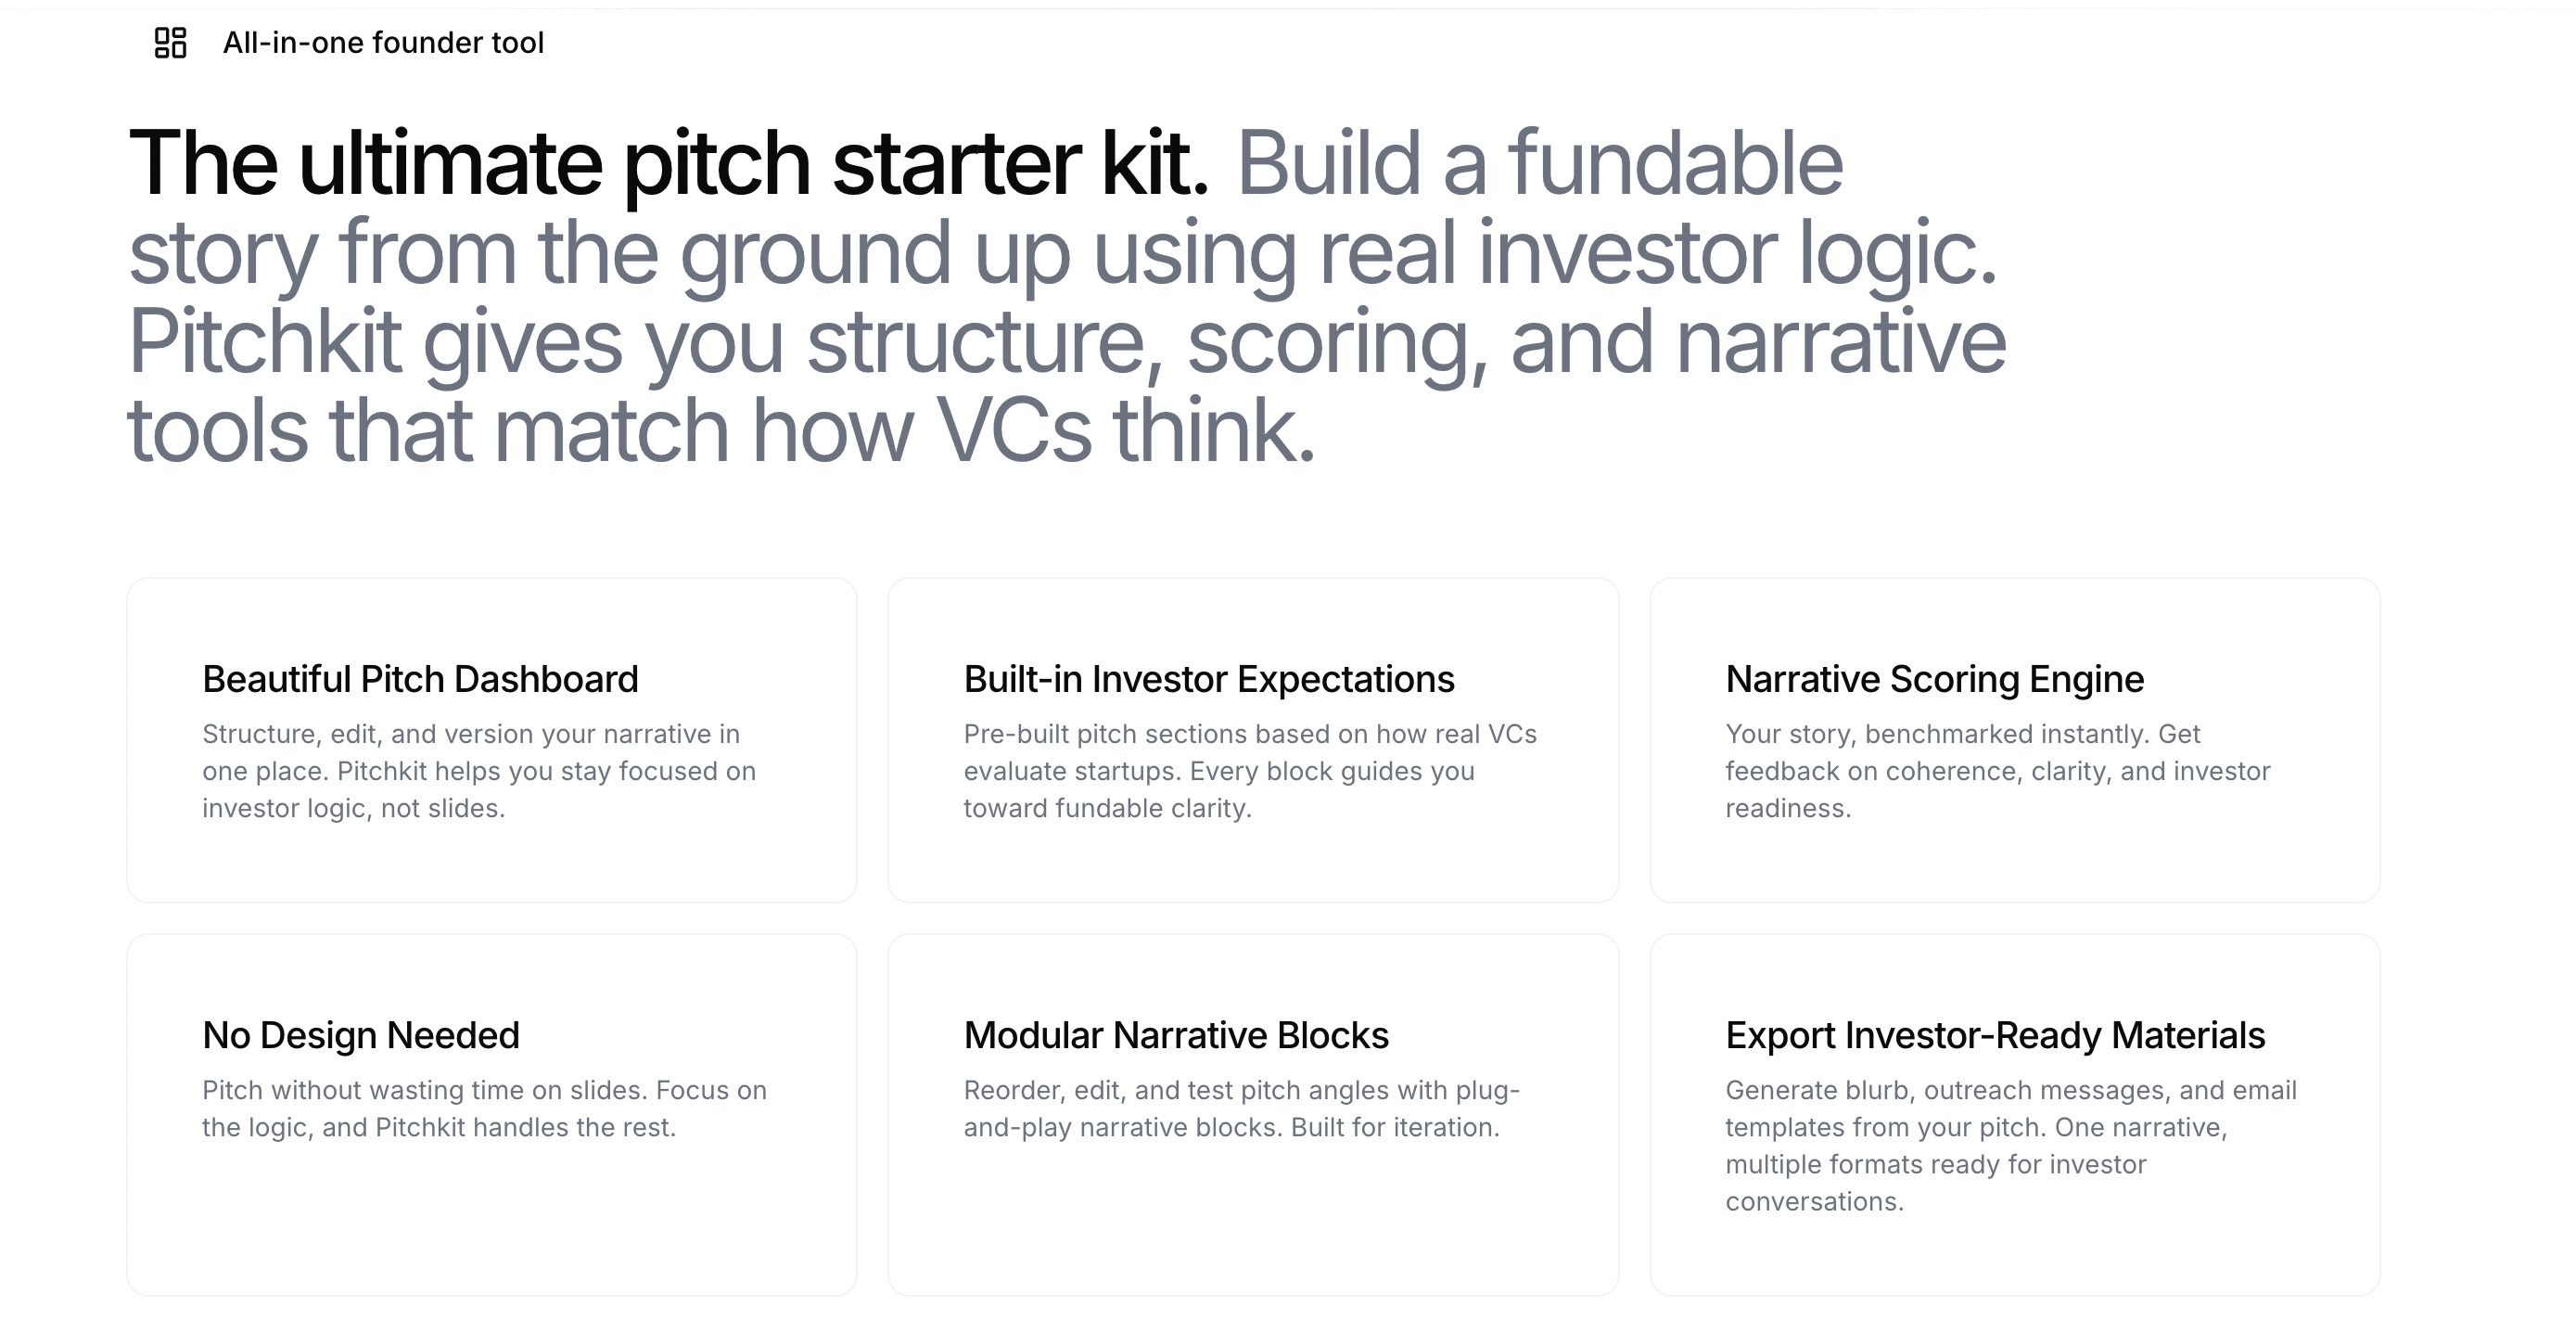 All-in-one founder tool
The ultimate pitch starter kit. Build a fundable
story from the ground up using real investor logic.
Pitchkit gives you structure, scoring, and narrative
tools that match how VCs think.
Beautiful Pitch Dashboard
Structure, edit, and version your narrative in
one place. Pitchkit helps you stay focused on
investor logic, not slides.
Built-in Investor Expectations
Pre-built pitch sections based on how real VCs
evaluate startups. Every block guides you
toward fundable clarity.
Narrative Scoring Engine
Your story, benchmarked instantly. Get
feedback on coherence, clarity, and investor
readiness.
No Design Needed
Pitch without wasting time on slides. Focus on
the logic, and Pitchkit handles the rest.
Modular Narrative Blocks
Reorder, edit, and test pitch angles with plug-
and-play narrative blocks. Built for iteration.
Export Investor-Ready Materials
Generate blurb, outreach messages, and email
templates from your pitch. One narrative,
multiple formats ready for investor
conversations.